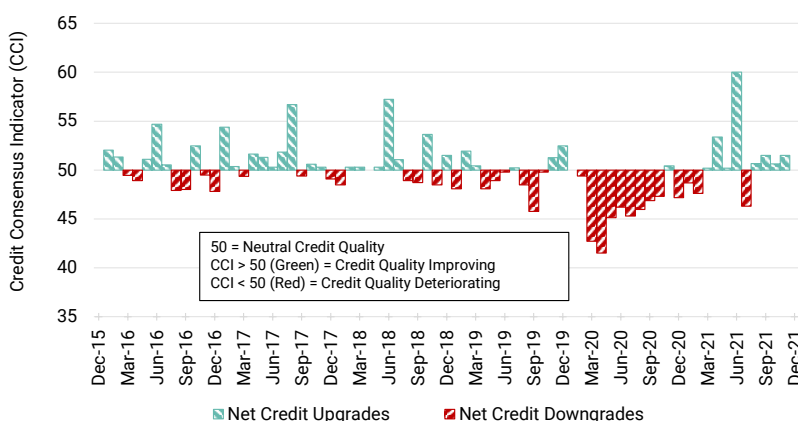 Credit Consensus Indicator (CCI)
65
60
55
50
45
40
35
50 = Neutral Credit Quality
CCI > 50 (Green) = Credit Quality Improving
CCI < 50 (Red) = Credit Quality Deteriorating
Dec-15
Mar-16
Jun-16
Sep-16
Dec-16
Mar-17
Jun-17
Sep-17
Dec-17
Mar-18
Jun-18
Sep-18
Dec-18
Mar-19
Jun-19
Sep-19
Dec-19
Mar-20
Jun-20
Sep-20
Dec-20
Mar-21
Jun-21
Sep-21
Dec-21
Net Credit Upgrades
Net Credit Downgrades